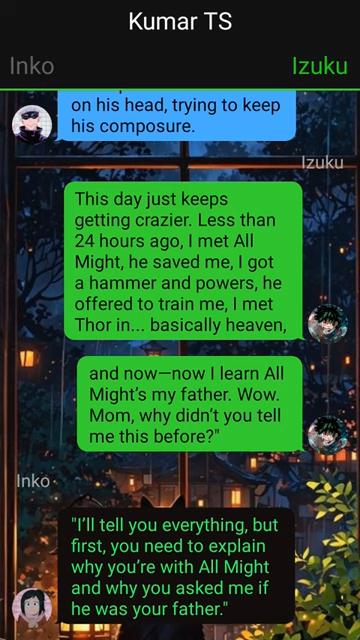 Kumar TS
Inko
Izuku
on his head, trying to keep
his composure.
Izuku
This day just keeps
getting crazier. Less than
24 hours ago, I met All
Might, he saved me, I got
a hammer and powers, he
offered to train me, I met
Thor in... basically heaven,
and now—now I learn All
Might's my father. Wow.
Mom, why didn't you tell
me this before?"
Inko
"I'll tell you everything, but
first, you need to explain
why you're with All Might
and why you asked me if
he was your father."